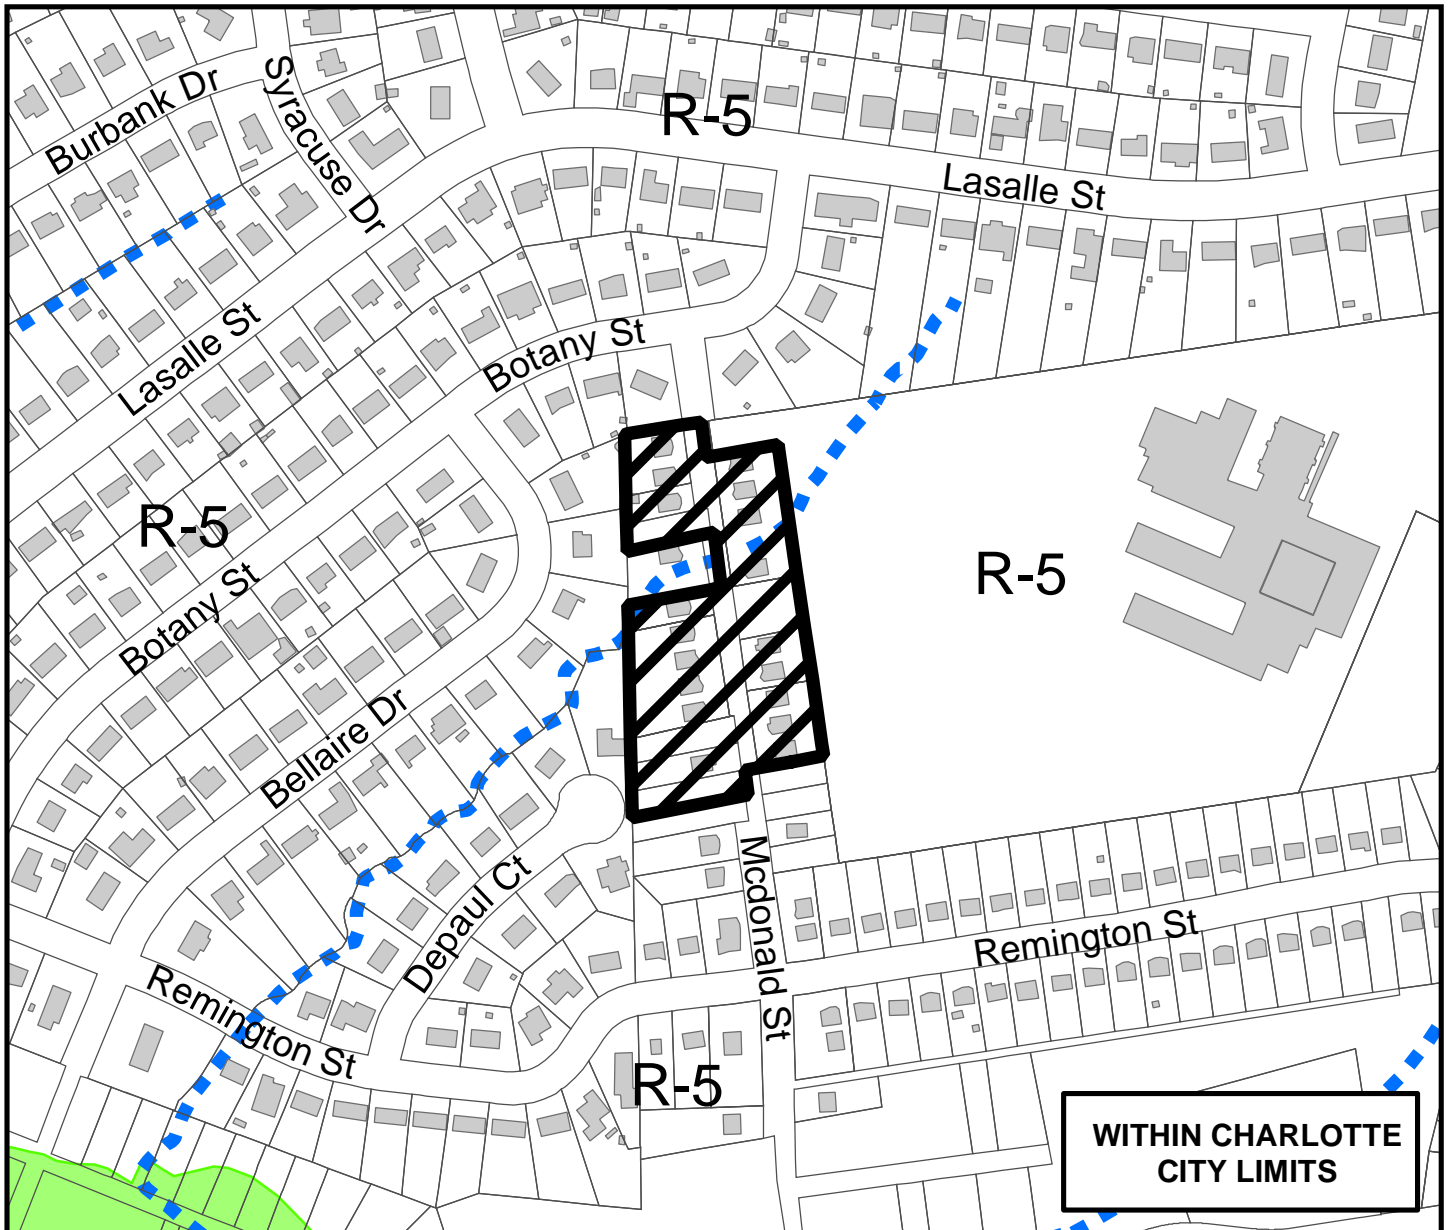 Burbank Dr
Syracuse Dr
R-5
Lasalle St
Lasalle St
Botany St
R-5
R-5
Botany St
Bellaire Dr
Depaul Ct
Mcdonald St
Remington St
Remington St
R-5
WITHIN CHARLOTTE
CITY LIMITS